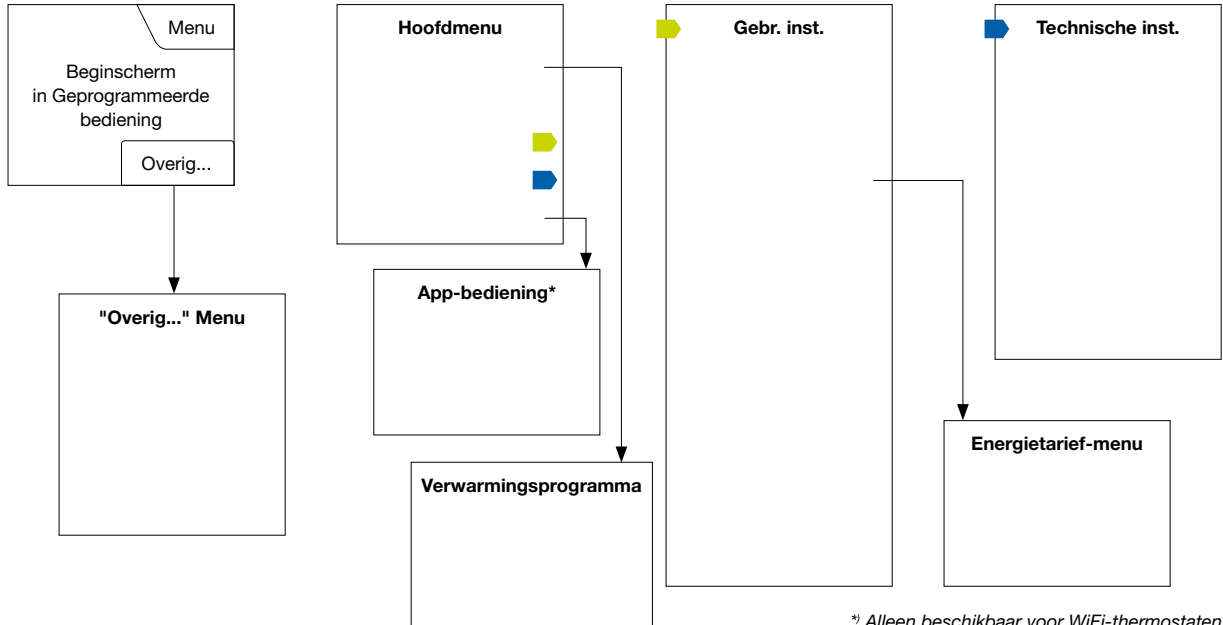 Menu
Beginscherm
in Geprogrammeerde
bediening
Overig...
"Overig..." Menu
Hoofdmenu
App-bediening*
Verwarmingsprogramma
Gebr. inst.
Technische inst.
Energietarief-menu
*) Alleen beschikbaar voor WiFi-thermostaten